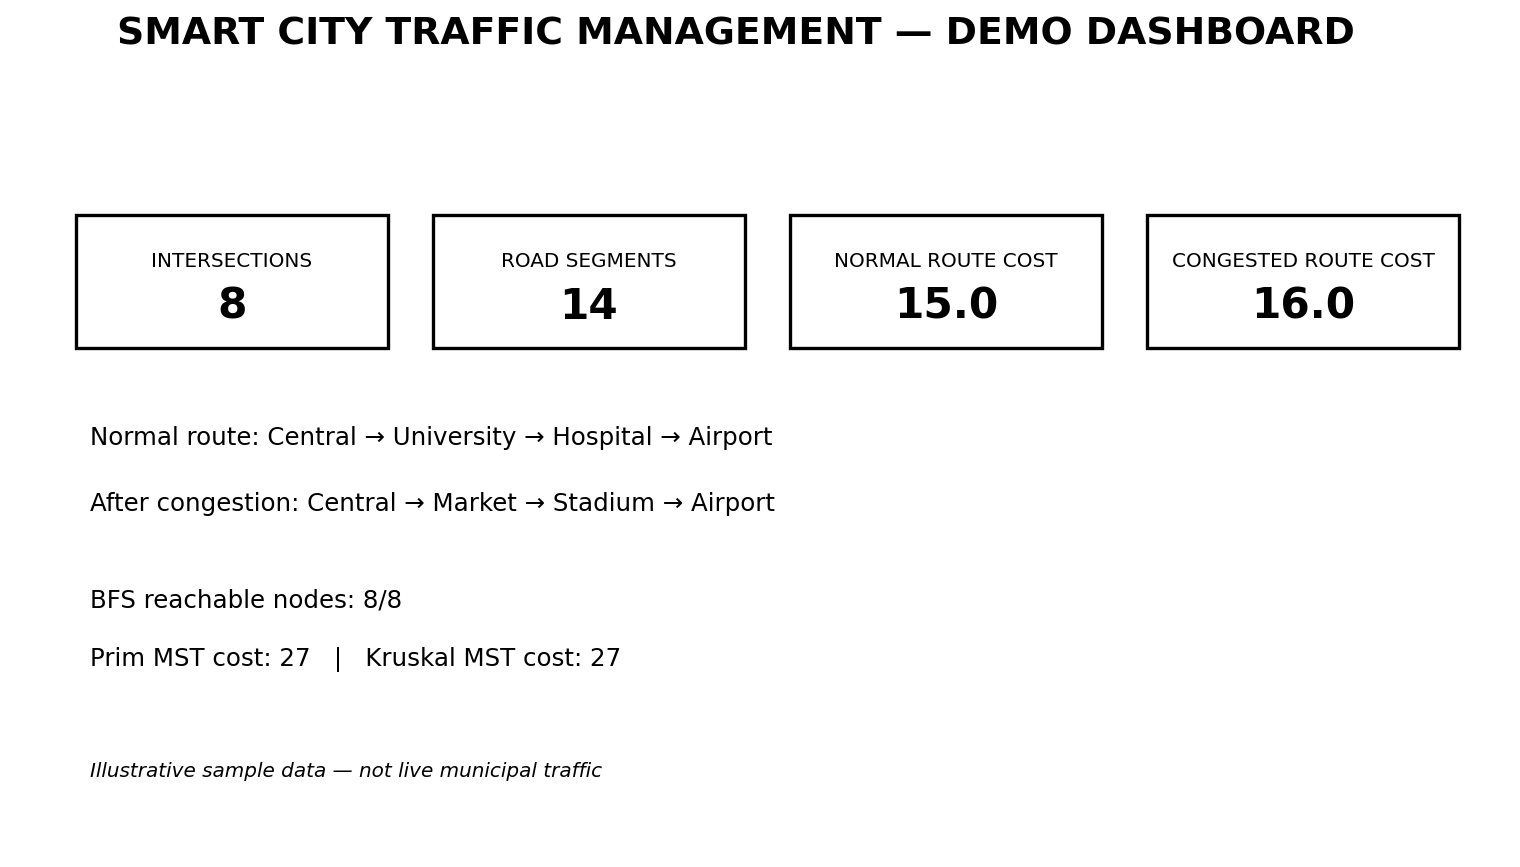 SMART CITY TRAFFIC MANAGEMENT — DEMO DASHBOARD
INTERSECTIONS
8
ROAD SEGMENTS
14
NORMAL ROUTE COST
15.0
CONGESTED ROUTE COST
16.0
Normal route: Central → University → Hospital → Airport
After congestion: Central → Market → Stadium → Airport
BFS reachable nodes: 8/8
Prim MST cost: 27   |   Kruskal MST cost: 27
Illustrative sample data — not live municipal traffic